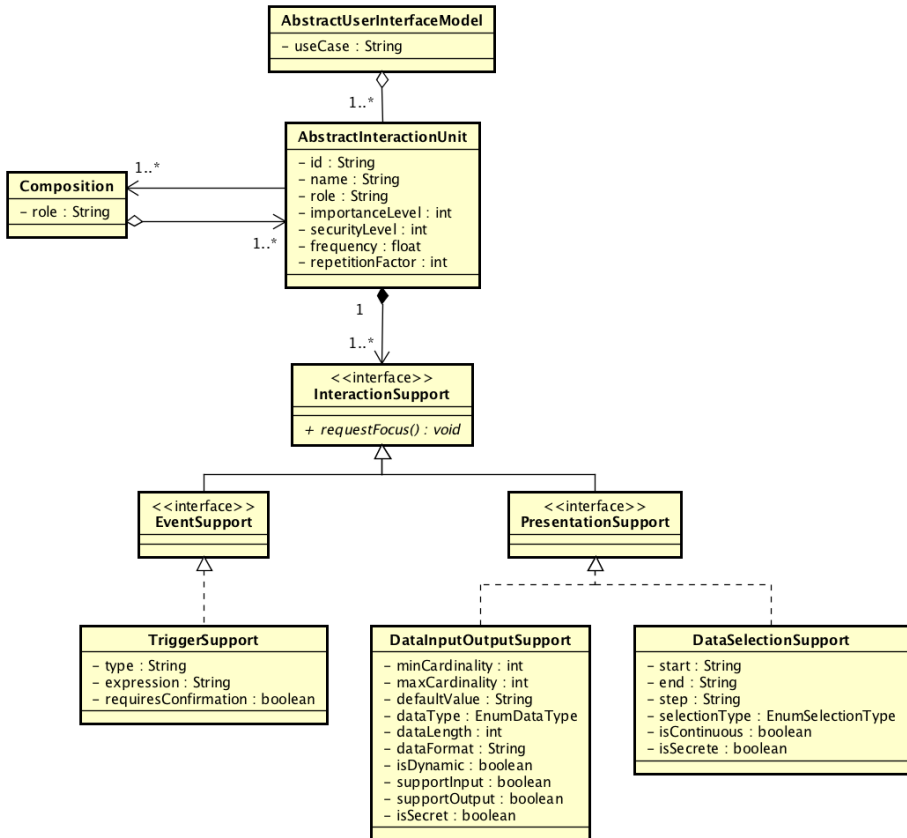 AbstractUserInterfaceModel
- useCase : String
1..*
AbstractInteractionUnit
- id : String
- name : String
- role : String
- importanceLevel : int
- securityLevel : int
- frequency : float
- repetitionFactor : int
1..*
Composition
- role : String
1..*
1
1..*
<<interface>>
InteractionSupport
+ requestFocus() : void
<<interface>>
EventSupport
<<interface>>
PresentationSupport
TriggerSupport
- type : String
- expression : String
- requiresConfirmation : boolean
DataInputOutputSupport
- minCardinality : int
- maxCardinality : int
- defaultValue : String
- dataType : EnumDataType
- dataLength : int
- dataFormat : String
- isDynamic : boolean
- supportInput : boolean
- supportOutput : boolean
- isSecret : boolean
DataSelectionSupport
- start : String
- end : String
- step : String
- selectionType : EnumSelectionType
- isContinuous : boolean
- isSecrete : boolean